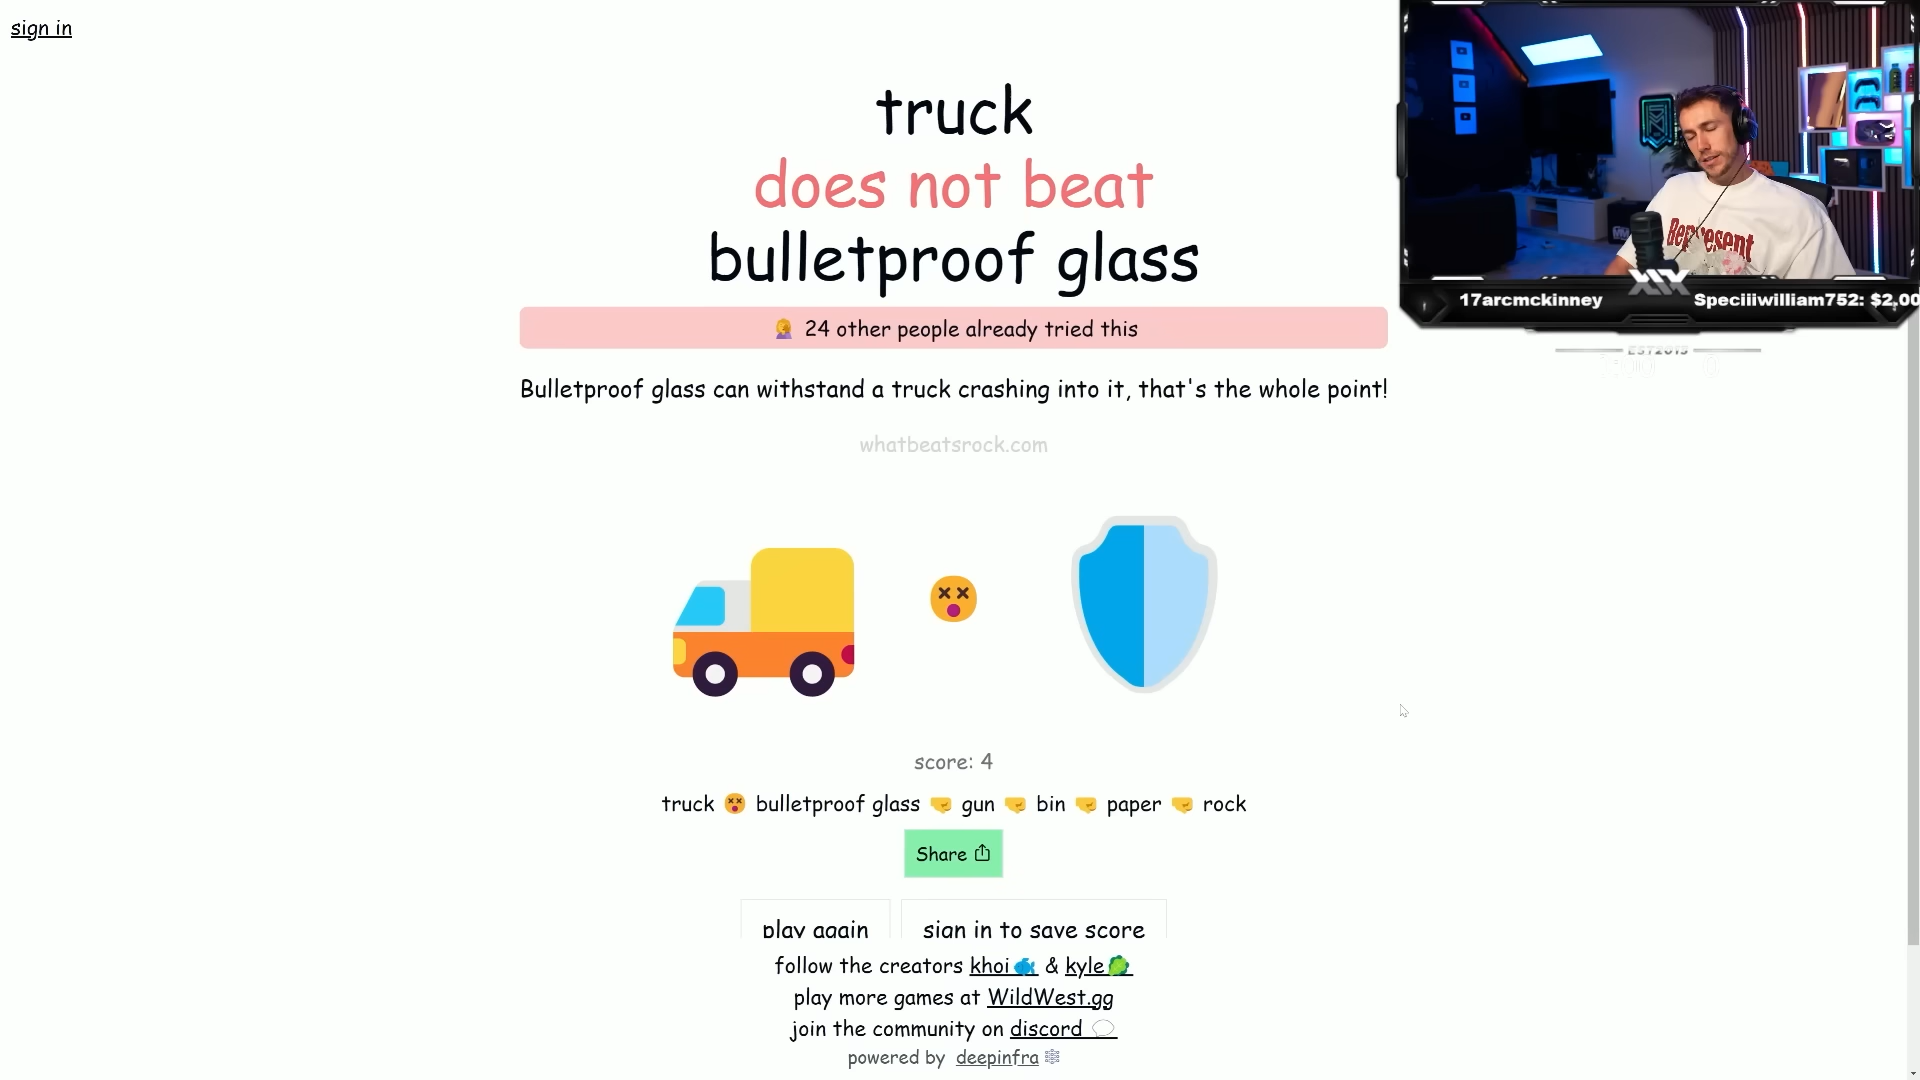 sign in
truck
does not beat
bulletproof glass
24 other people already tried this
Bulletproof glass can withstand a truck crashing into it, that's the whole point!
whatbeatsrock.com
Represent
17arcmckinney Speciiiwilliam752: $2.00
EST2015
score: 4
truck bulletproof glass gun bin paper rock
Share
play again sign in to save score
follow the creators khoi & kyle
play more games at WildWest.gg
join the community on discord
powered by deepinfra